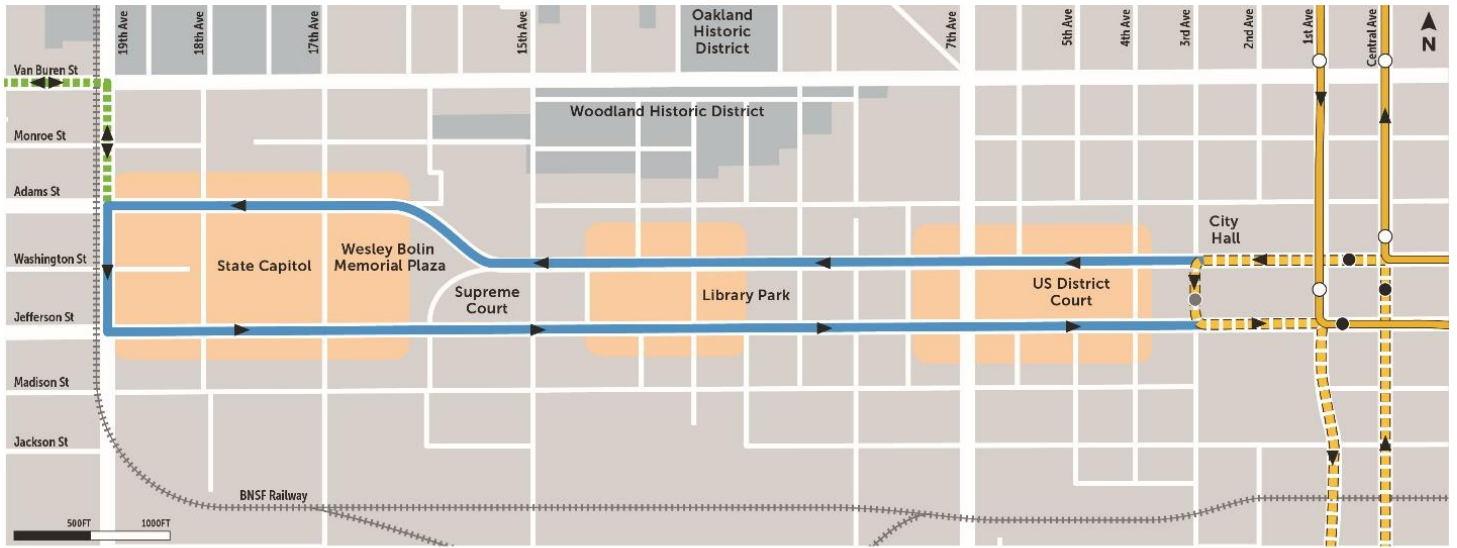 19th Ave
18th Ave
17th Ave
15th Ave
Oakland
Historic
District
7th Ave
5th Ave
4th Ave
3rd Ave
2nd Ave
1st Ave
Central Ave
N
Van Buren St
Woodland Historic District
Monroe St
Adams St
City
Hall
Washington St
State Capitol
Wesley Bolin
Memorial Plaza
Supreme
Court
Library Park
US District
Court
Jefferson St
Madison St
Jackson St
BNSF Railway
500FT
1000FT